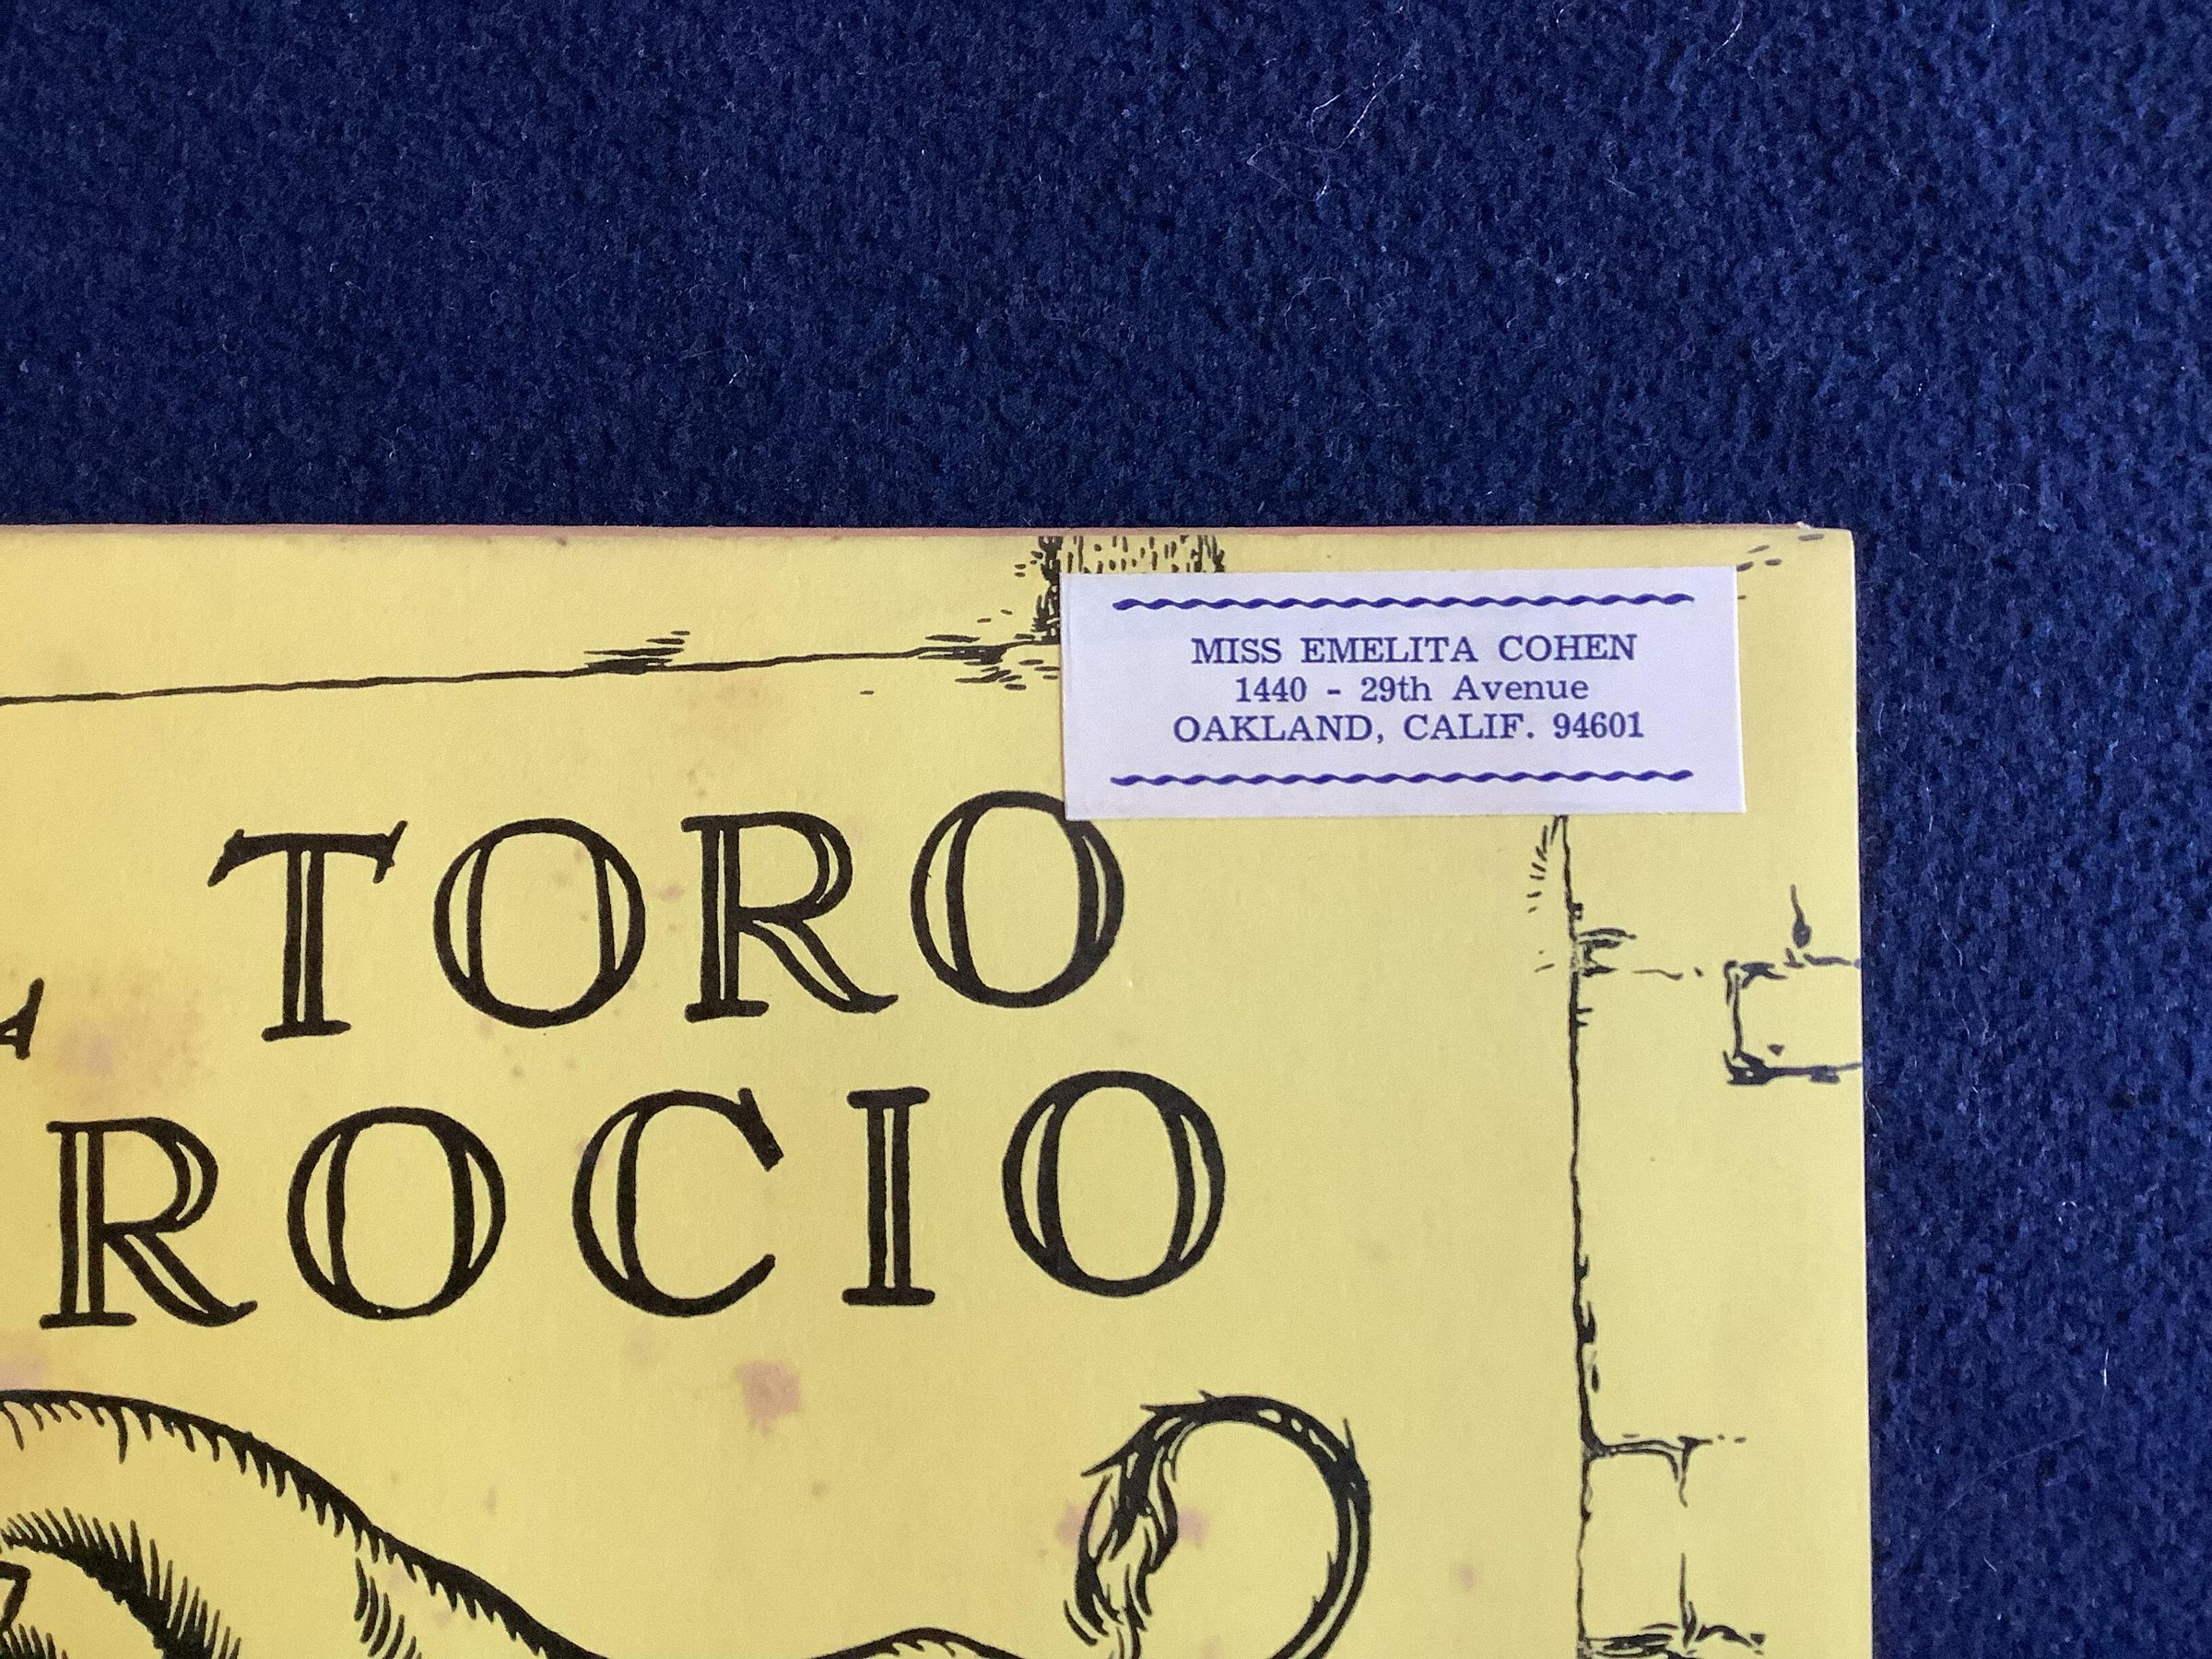 MISS EMELITA COHEN
1440 - 29th Avenue
OAKLAND, CALIF. 94601
TORO
ROCIO